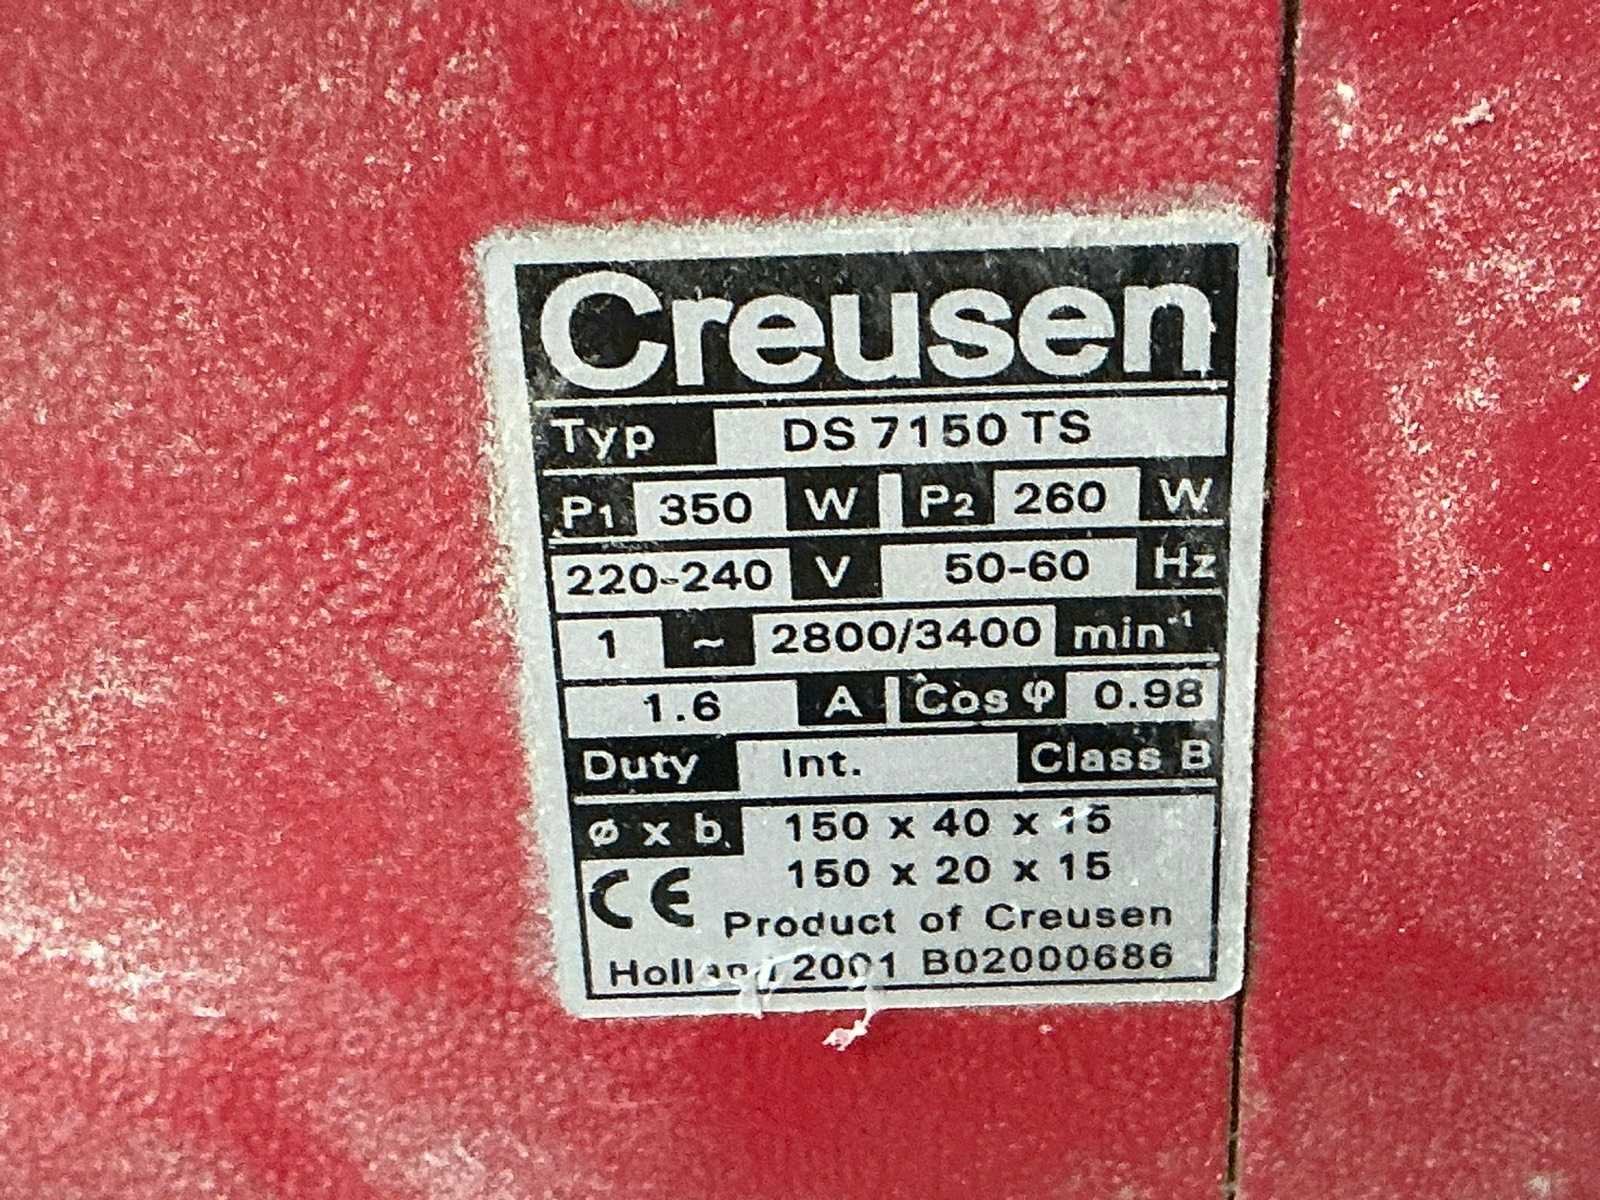 Creusen
Typ DS 7150 TS
P1 350 W P2 260 W
220-240 V 50-60 Hz
1 ~ 2800/3400 min-1
1.6 A Cos φ 0.98
Duty Int. Class B
ø x b. 150 x 40 x 15
150 x 20 x 15
CE Product of Creusen
Holland 2001 B02000686